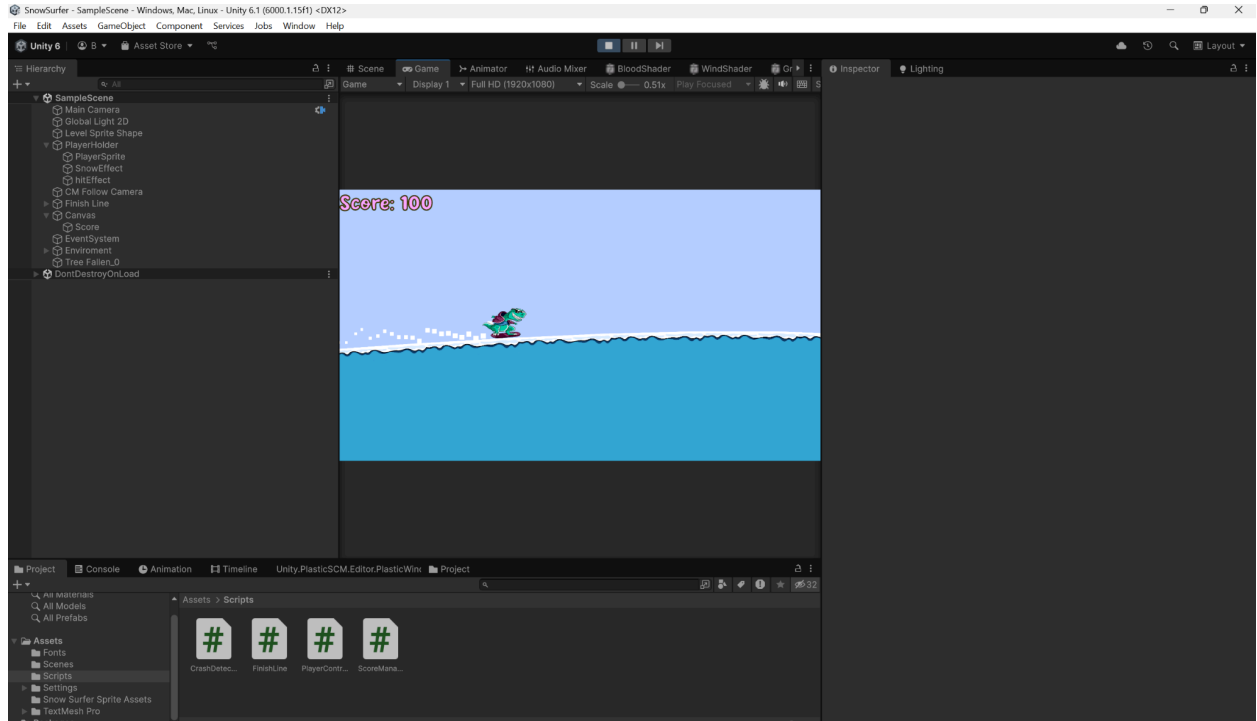 SnowSurfer - SampleScene - Windows, Mac, Linux - Unity 6.1 (6000.1.15f1) <DX12>
File Edit Assets GameObject Component Services Jobs Window Help
Unity 6 B Asset Store Layout
Hierarchy # Scene Game Animator Audio Mixer BloodShader WindShader Gr Inspector Lighting
All Game Display 1 Full HD (1920x1080) Scale 0.51x Play Focused S
SampleScene
Main Camera
Global Light 2D
Level Sprite Shape
PlayerHolder
PlayerSprite
SnowEffect
hitEffect
CM Follow Camera
Finish Line
Canvas
Score
EventSystem
Enviroment
Tree Fallen_0
DontDestroyOnLoad
Score: 100
Project Console Animation Timeline Unity.PlasticSCM.Editor.PlasticWin Project
32
All Materials
All Models
All Prefabs
Assets
Fonts
Scenes
Scripts
Settings
Snow Surfer Sprite Assets
TextMesh Pro
Assets > Scripts
# # # #
CrashDetec... FinishLine PlayerContr... ScoreMana...